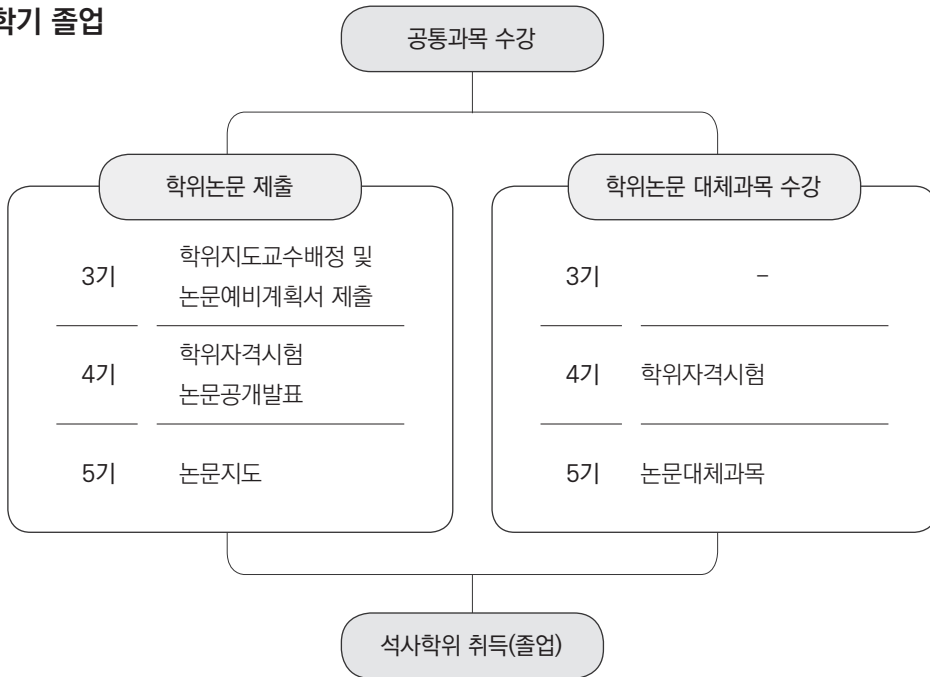 학기 졸업
공통과목 수강
학위논문 제출
3기
학위지도교수배정 및
논문예비계획서 제출
4기
학위자격시험
논문공개발표
5기
논문지도
학위논문 대체과목 수강
3기
–
4기
학위자격시험
5기
논문대체과목
석사학위 취득(졸업)